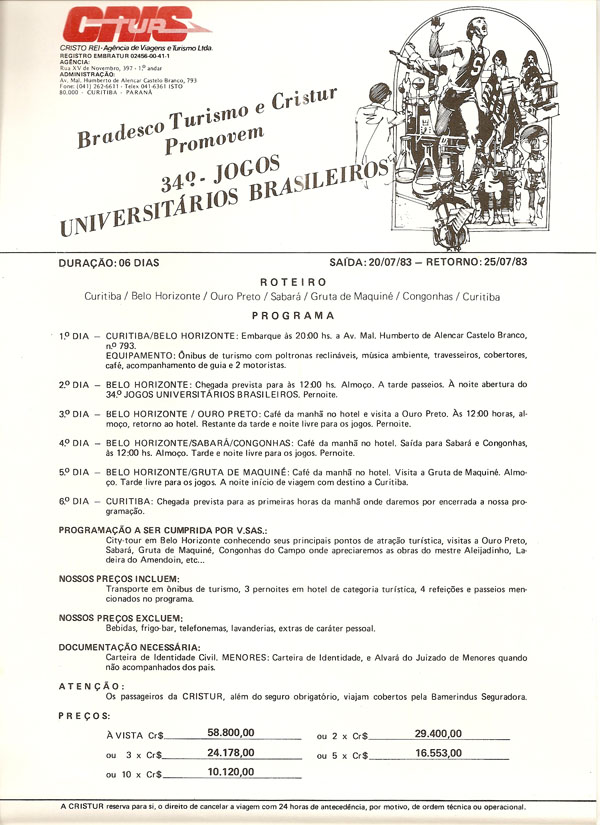 CRIS
TUR
CRISTO REI - Agência de Viagens e Turismo Ltda.
REGISTRO EMBRATUR 02456-00-41-1
AGÊNCIA:
Rua XV de Novembro, 397 - 1º andar
ADMINISTRAÇÃO:
Av. Mal. Humberto de Alencar Castelo Branco, 793
Fone: (041) 262-6611 - Telex 041-6361 ISTO
80,000 - CURITIBA - PARANÁ
Bradesco Turismo e Cristur
Promovem
34º - JOGOS
UNIVERSITÁRIOS BRASILEIROS
DURAÇÃO: 06 DIAS
SAÍDA: 20/07/83 — RETORNO: 25/07/83
ROTEIRO
Curitiba / Belo Horizonte / Ouro Preto / Sabará / Gruta de Maquiné / Congonhas / Curitiba
PROGRAMA
1.º DIA — CURITIBA/BELO HORIZONTE: Embarque às 20:00 hs. a Av. Mal. Humberto de Alencar Castelo Branco,
n.º 793.
EQUIPAMENTO: Ônibus de turismo com poltronas reclináveis, música ambiente, travesseiros, cobertores,
café, acompanhamento de guia e 2 motoristas.
2.º DIA — BELO HORIZONTE: Chegada prevista para às 12:00 hs. Almoço. A tarde passeios. À noite abertura do
34.º JOGOS UNIVERSITÁRIOS BRASILEIROS. Pernoite.
3.º DIA — BELO HORIZONTE / OURO PRETO: Café da manhã no hotel e visita a Ouro Preto. Às 12:00 horas, al-
moço, retorno ao hotel. Restante da tarde e noite livre para os jogos. Pernoite.
4.º DIA — BELO HORIZONTE/SABARÁ/CONGONHAS: Café da manhã no hotel. Saída para Sabará e Congonhas,
às 12:00 hs. Almoço. Tarde e noite livre para os jogos. Pernoite.
5.º DIA — BELO HORIZONTE/GRUTA DE MAQUINÉ: Café da manhã no hotel. Visita a Gruta de Maquiné. Almo-
ço. Tarde livre para os jogos. A noite início de viagem com destino a Curitiba.
6.º DIA — CURITIBA: Chegada prevista para as primeiras horas da manhã onde daremos por encerrada a nossa pro-
gramação.
PROGRAMAÇÃO A SER CUMPRIDA POR V.SAS.:
City-tour em Belo Horizonte conhecendo seus principais pontos de atração turística, visitas a Ouro Preto,
Sabará, Gruta de Maquiné, Congonhas do Campo onde apreciaremos as obras do mestre Aleijadinho, La-
deira do Amendoin, etc...
NOSSOS PREÇOS INCLUEM:
Transporte em ônibus de turismo, 3 pernoites em hotel de categoria turística, 4 refeições e passeios men-
cionados no programa.
NOSSOS PREÇOS EXCLUEM:
Bebidas, frigo-bar, telefonemas, lavanderias, extras de caráter pessoal.
DOCUMENTAÇÃO NECESSÁRIA:
Carteira de Identidade Civil. MENORES: Carteira de Identidade, e Alvará do Juizado de Menores quando
não acompanhados dos pais.
ATENÇÃO:
Os passageiros da CRISTUR, além do seguro obrigatório, viajam cobertos pela Bamerindus Seguradora.
PREÇOS:
À VISTA Cr$ 58.800,00 ou 2 x Cr$ 29.400,00
ou 3 x Cr$ 24.178,00 ou 5 x Cr$ 16.553,00
ou 10 x Cr$ 10.120,00
A CRISTUR reserva para si, o direito de cancelar a viagem com 24 horas de antecedência, por motivo, de ordem técnica ou operacional.